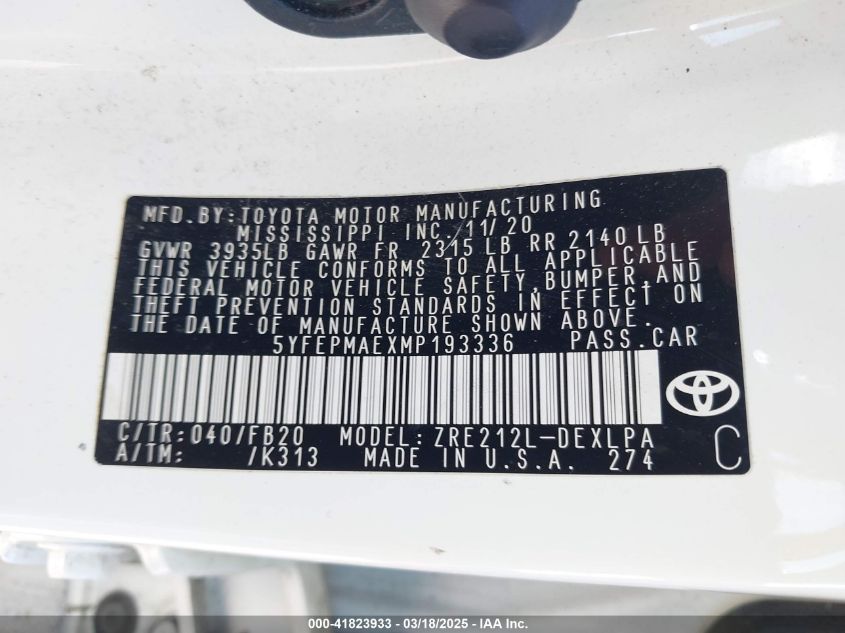 MFD.BY:TOYOTA MOTOR MANUFACTURING
MISSISSIPPI INC. 11/20
GVWR 3935LB GAWR FR 2315 LB RR 2140 LB
THIS VEHICLE CONFORMS TO ALL APPLICABLE
FEDERAL MOTOR VEHICLE SAFETY, BUMPER, AND
THEFT PREVENTION STANDARDS IN EFFECT ON
THE DATE OF MANUFACTURE SHOWN ABOVE.
5YFEPMAEXMP193336 PASS.CAR
C/TR:040/FB20 MODEL: ZRE212L-DEXLPA
A/TM: /K313 MADE IN U.S.A. 274 C
000-41823933 - 03/18/2025 - IAA Inc.